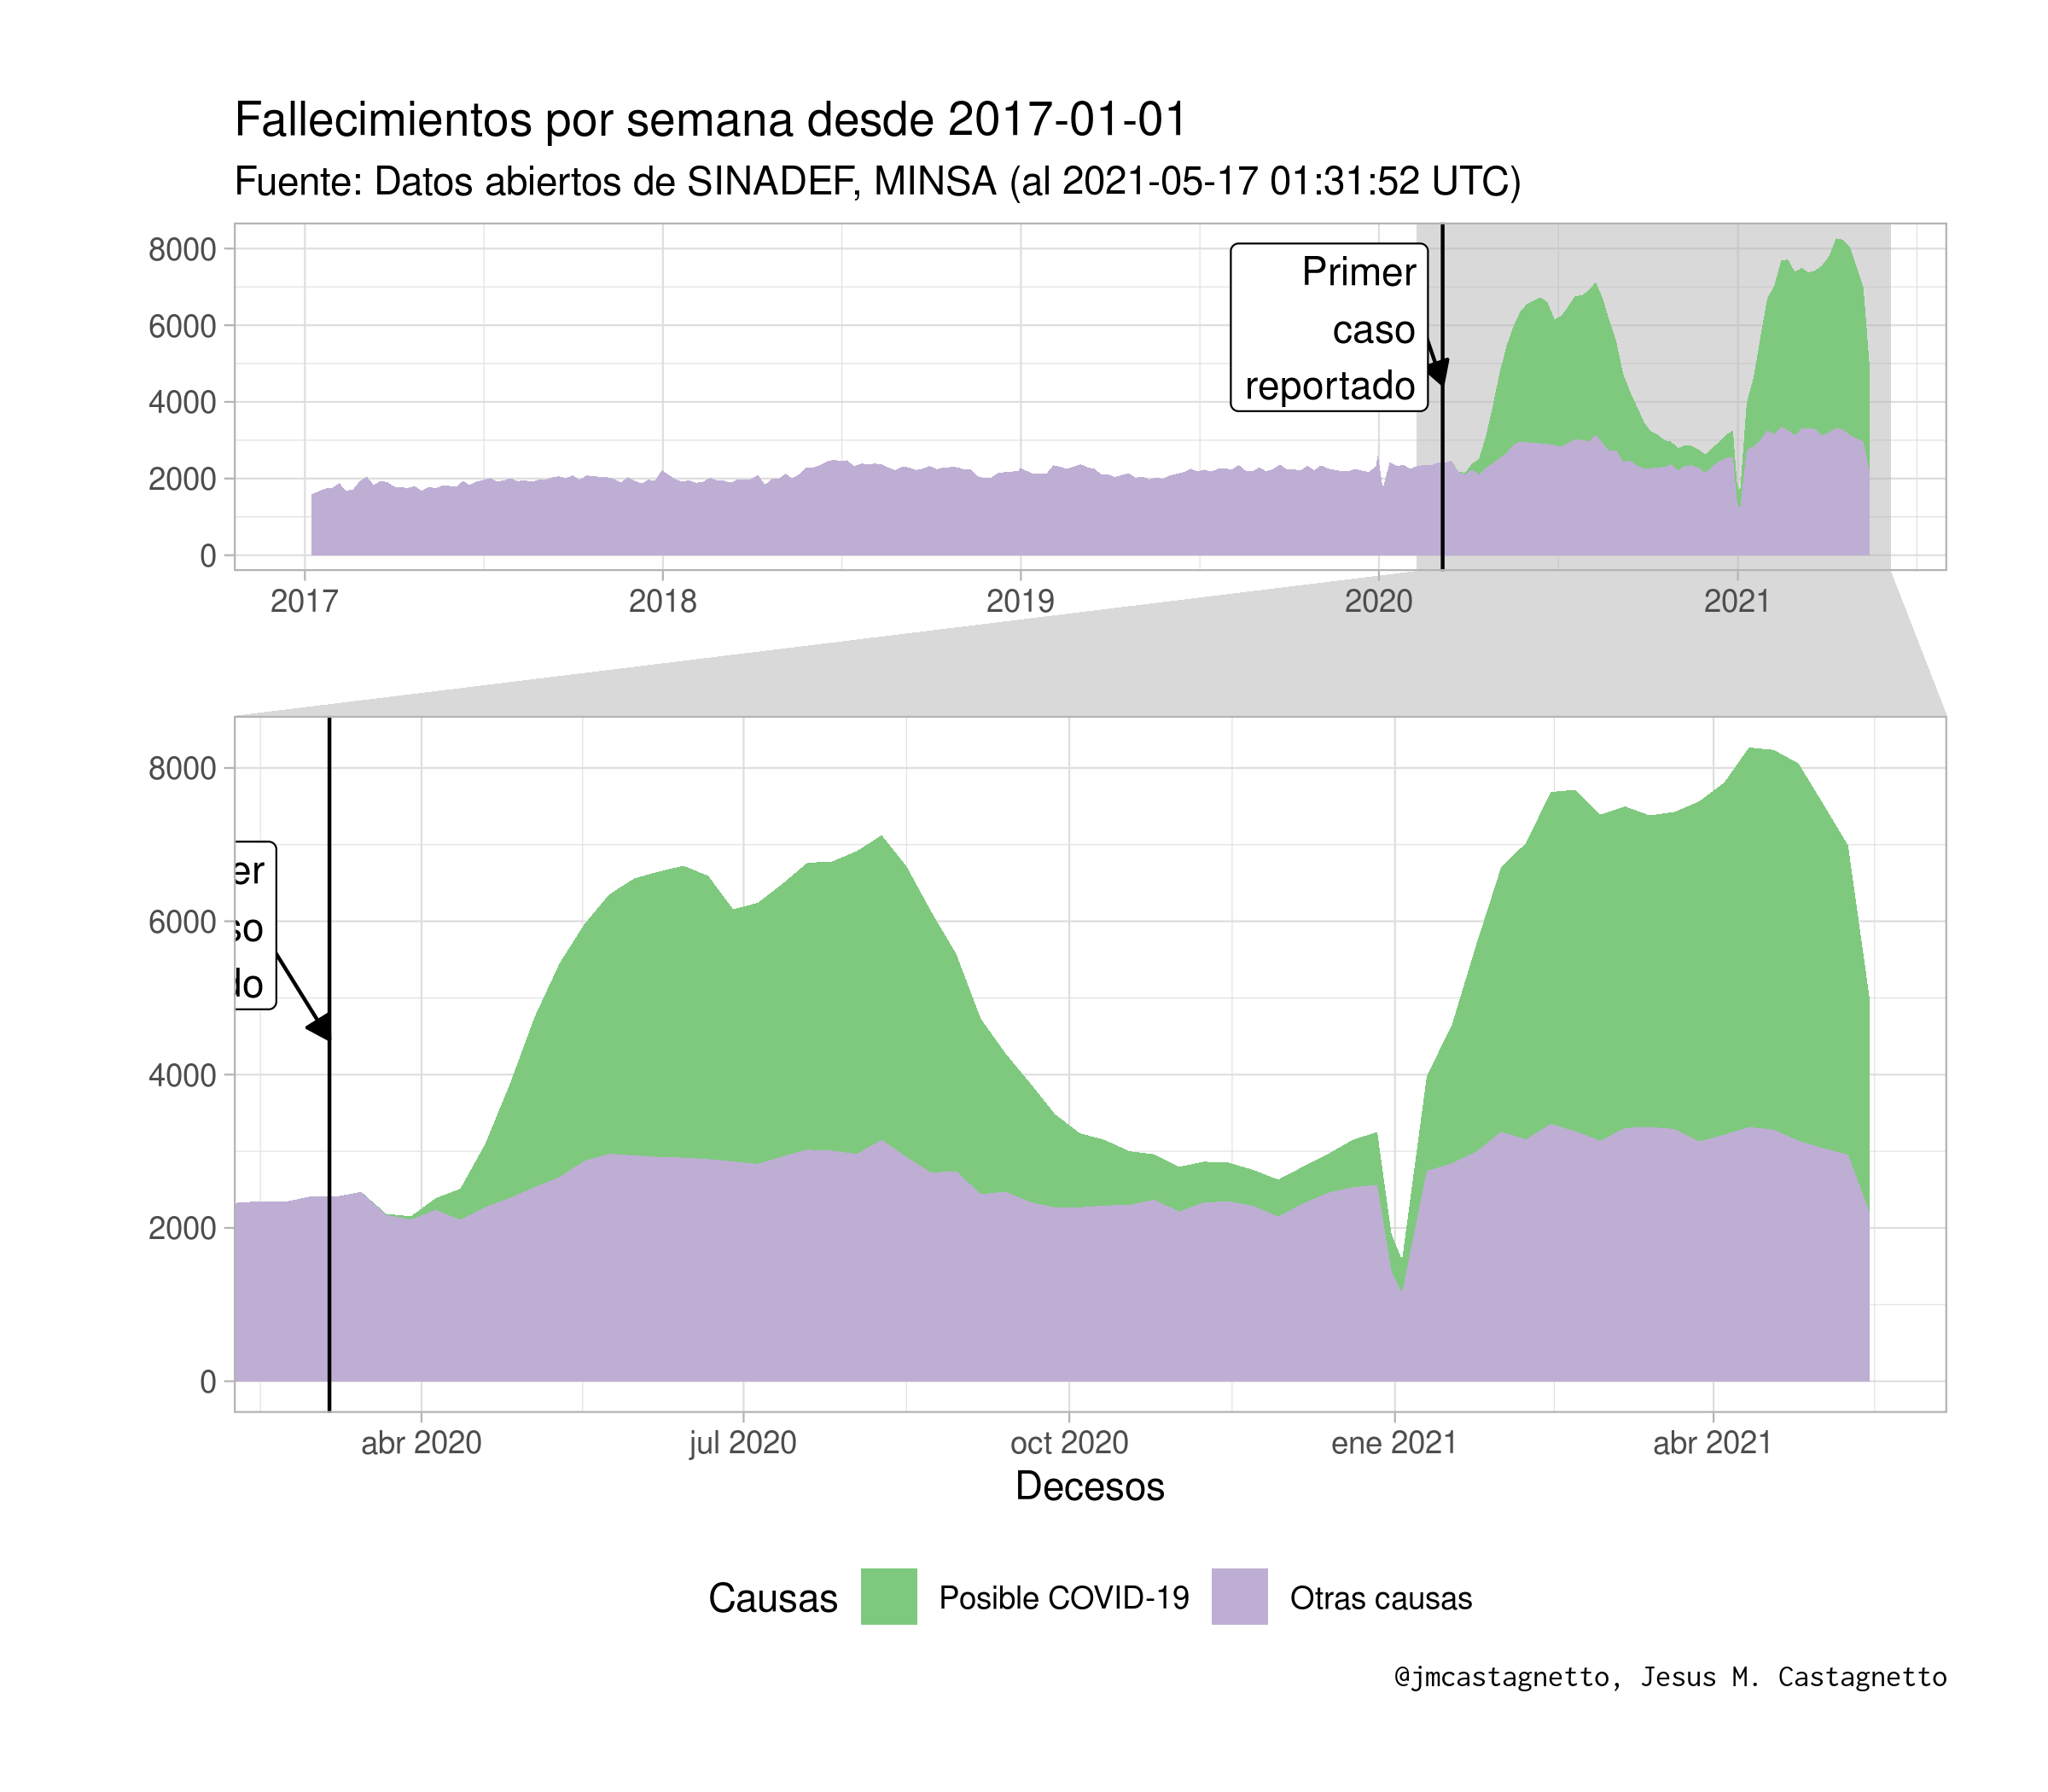 Fallecimientos por semana desde 2017-01-01
Fuente: Datos abiertos de SINADEF, MINSA (al 2021-05-17 01:31:52 UTC)
8000
6000
4000
2000
0
Primer
caso
reportado
2017
2018
2019
2020
2021
8000
6000
4000
2000
0
er
so
do
abr 2020
jul 2020
oct 2020
ene 2021
abr 2021
Decesos
Causas
Posible COVID-19
Otras causas
@jmcastagnetto, Jesus M. Castagnetto